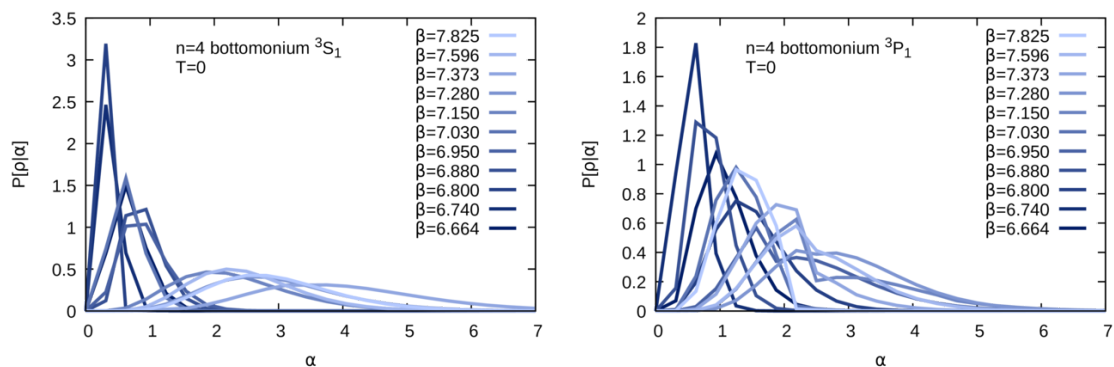 n=4 bottomonium ³S₁
T=0
β=7.825
β=7.596
β=7.373
β=7.280
β=7.150
β=7.030
β=6.950
β=6.880
β=6.800
β=6.740
β=6.664
P[ρ|α]
3.5
3
2.5
2
1.5
1
0.5
0
0 1 2 3 4 5 6 7
α
n=4 bottomonium ³P₁
T=0
β=7.825
β=7.596
β=7.373
β=7.280
β=7.150
β=7.030
β=6.950
β=6.880
β=6.800
β=6.740
β=6.664
P[ρ|α]
2
1.8
1.6
1.4
1.2
1
0.8
0.6
0.4
0.2
0
0 1 2 3 4 5 6 7
α